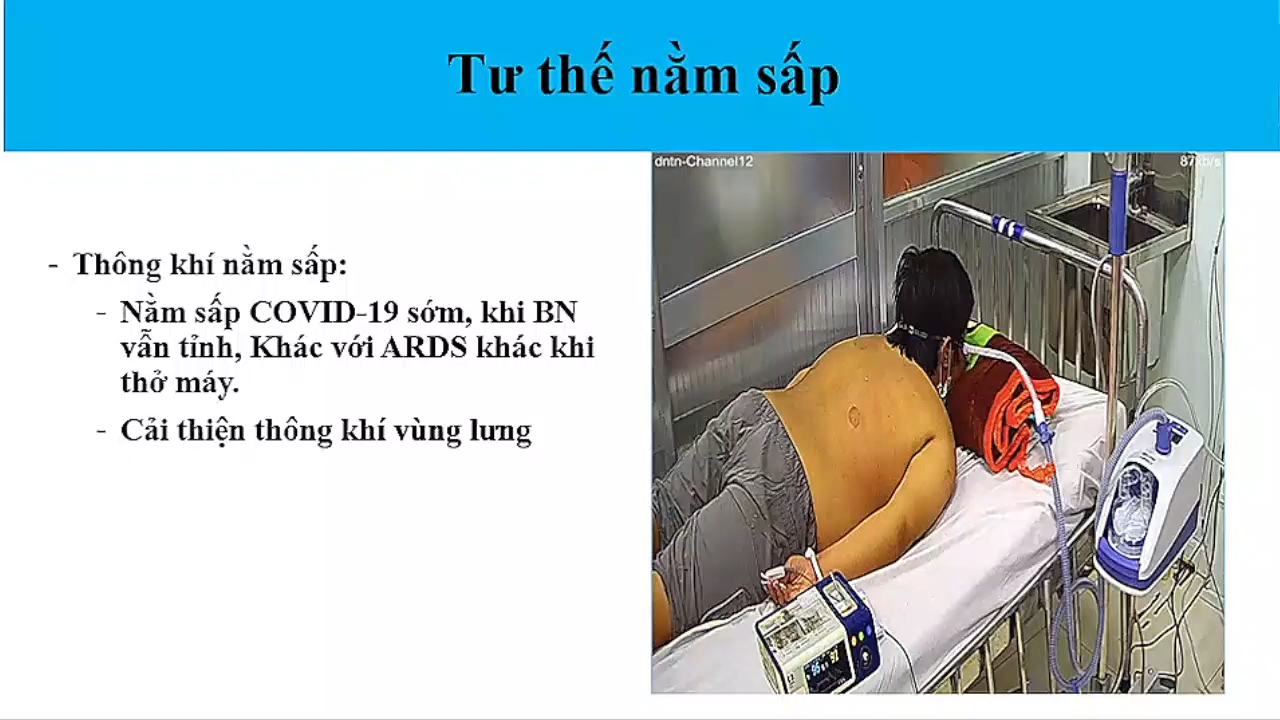 Tư thế nằm sấp
dntn-Channel12
87kb/s
- Thông khí nằm sấp:
- Nằm sấp COVID-19 sớm, khi BN
vẫn tỉnh, Khác với ARDS khác khi
thở máy.
- Cải thiện thông khí vùng lưng